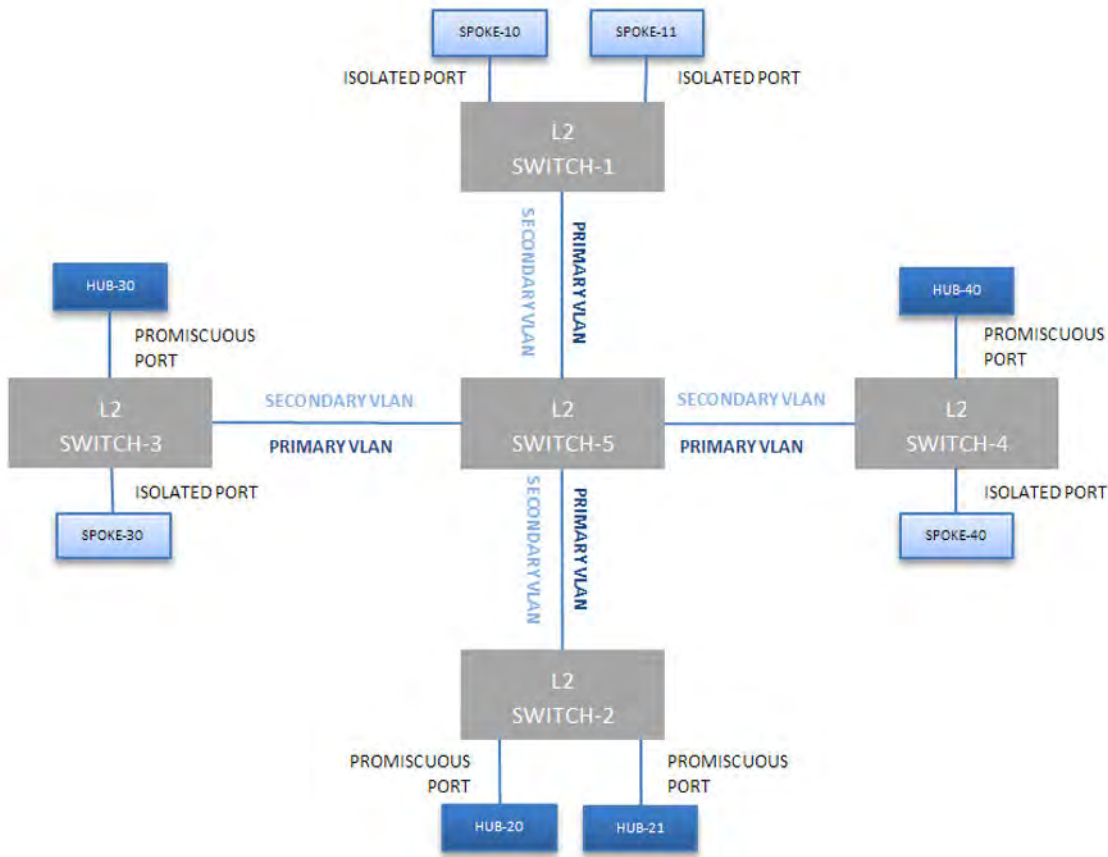 SPOKE-10
SPOKE-11
ISOLATED PORT
ISOLATED PORT
L2
SWITCH-1
SECONDARY VLAN
PRIMARY VLAN
HUB-30
HUB-40
PROMISCUOUS
PORT
PROMISCUOUS
PORT
L2
SWITCH-3
SECONDARY VLAN
PRIMARY VLAN
L2
SWITCH-5
SECONDARY VLAN
PRIMARY VLAN
L2
SWITCH-4
ISOLATED PORT
ISOLATED PORT
SPOKE-30
SPOKE-40
SECONDARY VLAN
PRIMARY VLAN
L2
SWITCH-2
PROMISCUOUS
PORT
PROMISCUOUS
PORT
HUB-20
HUB-21